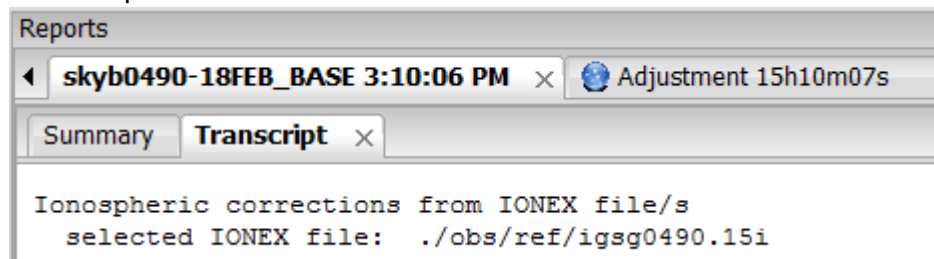 Reports
skyb0490-18FEB_BASE 3:10:06 PM Adjustment 15h10m07s
Summary Transcript
Ionospheric corrections from IONEX file/s
selected IONEX file: ./obs/ref/igsg0490.15i